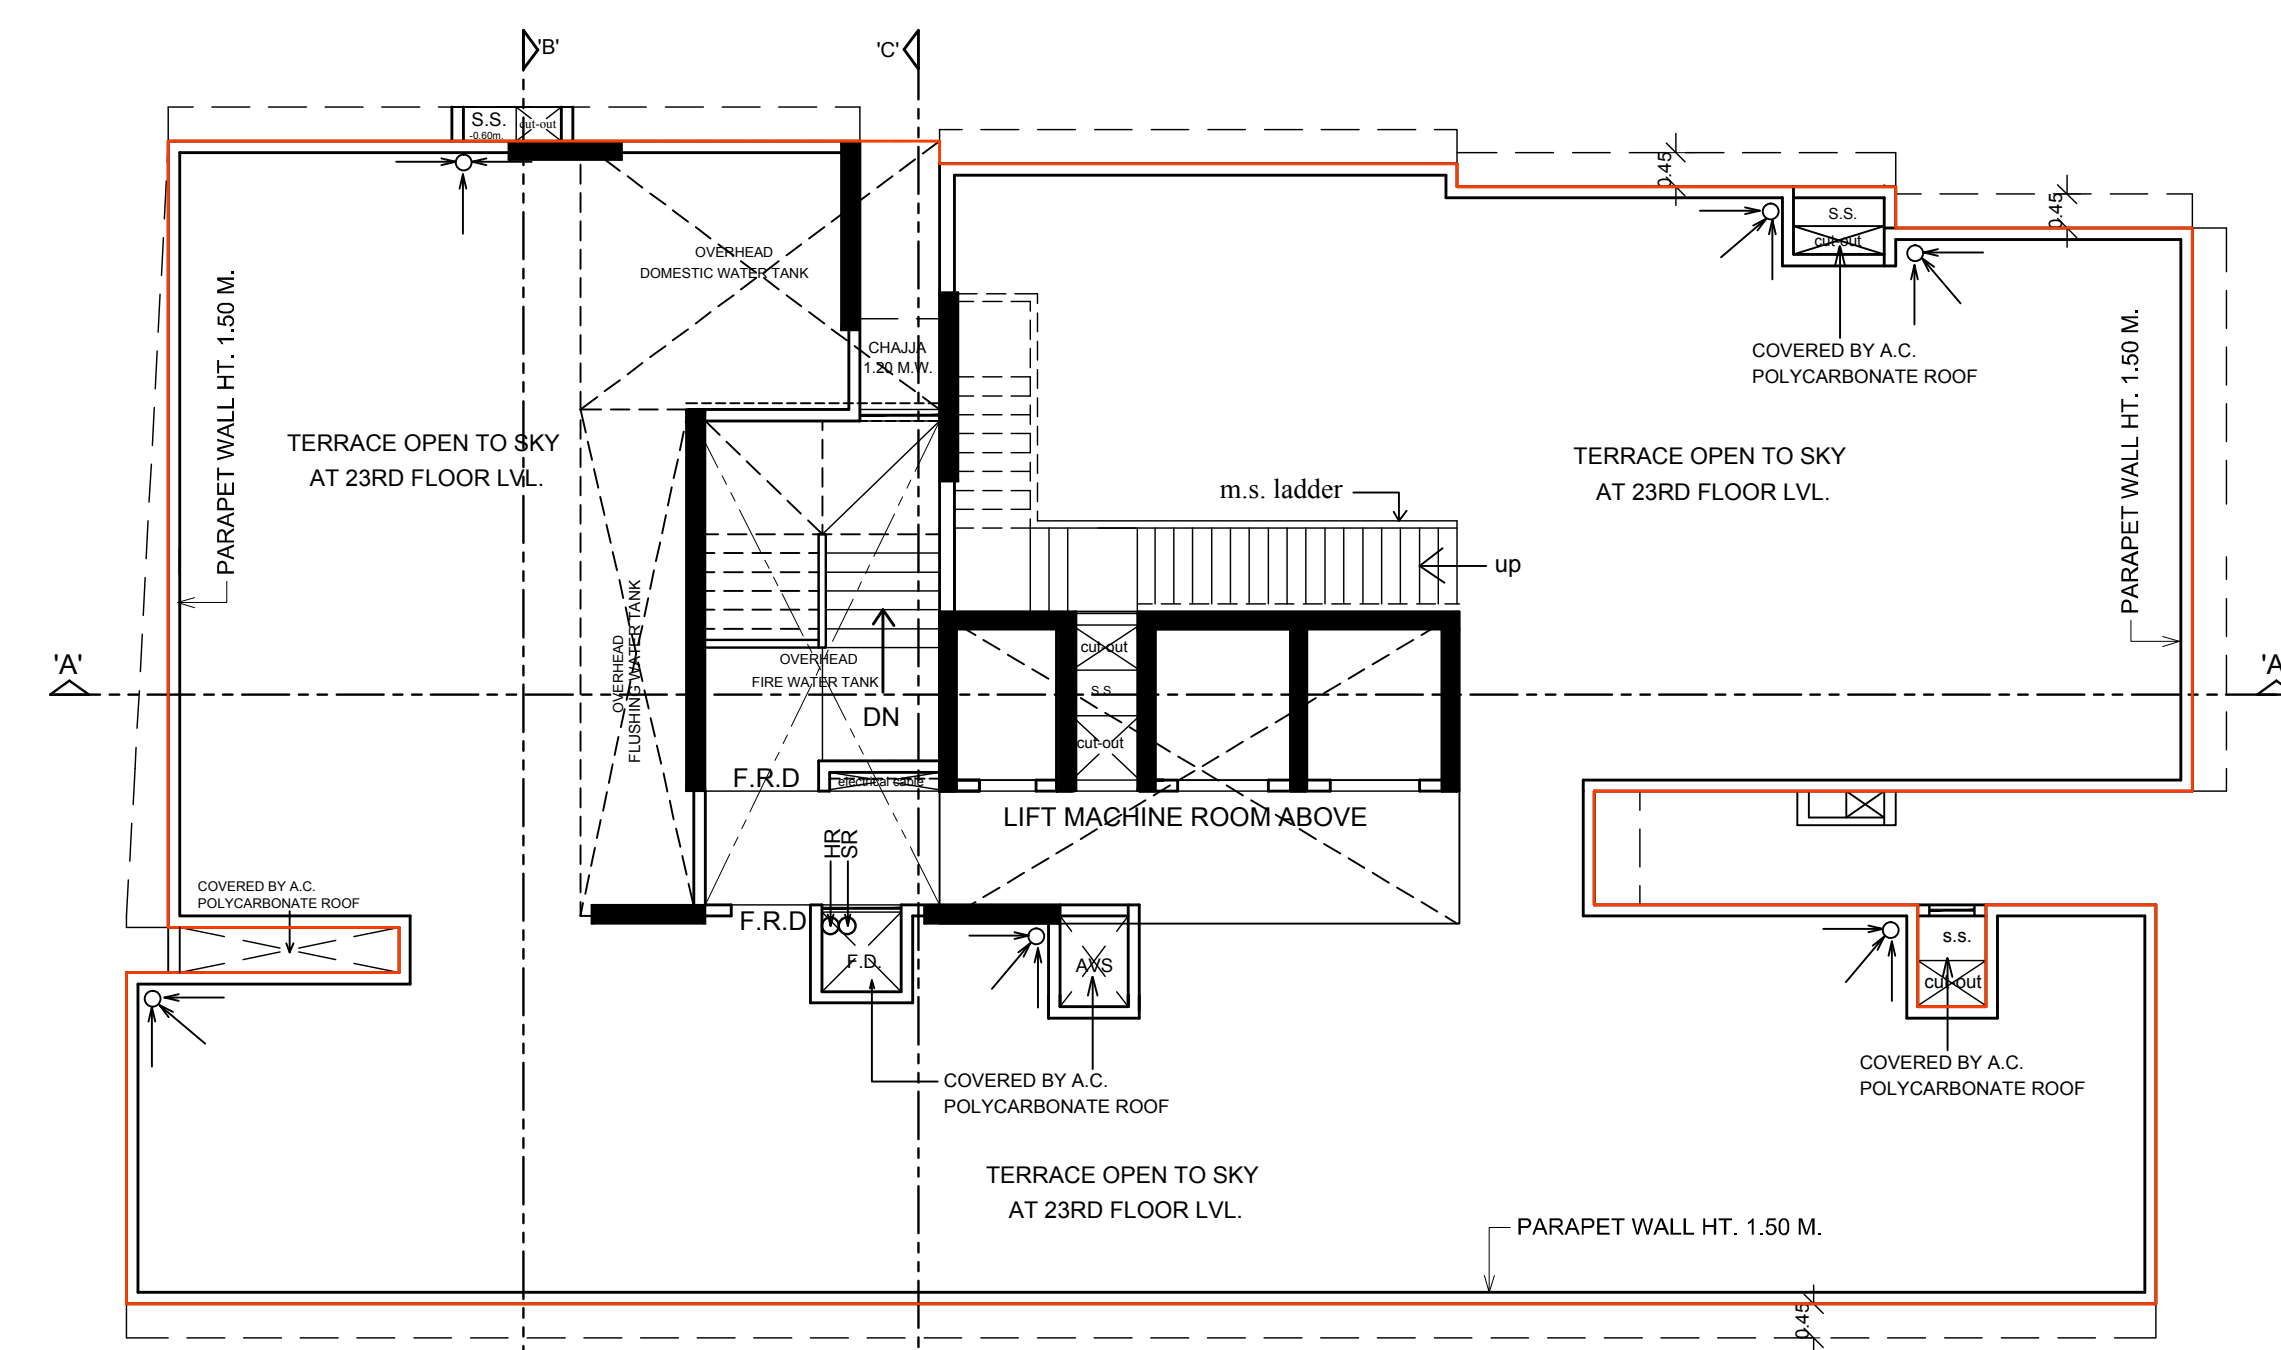 'B'
'C'
S.S.
-0.60m.
cut-out
0.45
0.45
S.S.
cut-out
OVERHEAD
DOMESTIC WATER TANK
CHAJJA
1.20 M.W.
COVERED BY A.C.
POLYCARBONATE ROOF
PARAPET WALL HT. 1.50 M.
PARAPET WALL HT. 1.50 M.
TERRACE OPEN TO SKY
AT 23RD FLOOR LVL.
TERRACE OPEN TO SKY
AT 23RD FLOOR LVL.
m.s. ladder
up
OVERHEAD
FLUSHING WATER TANK
OVERHEAD
FIRE WATER TANK
cut-out
s.s
cut-out
'A'
'A
DN
F.R.D
electrical cable
LIFT MACHINE ROOM ABOVE
HR
SR
COVERED BY A.C.
POLYCARBONATE ROOF
F.R.D
F.D.
AVS
s.s.
cut-out
COVERED BY A.C.
POLYCARBONATE ROOF
COVERED BY A.C.
POLYCARBONATE ROOF
TERRACE OPEN TO SKY
AT 23RD FLOOR LVL.
PARAPET WALL HT. 1.50 M.
0.45